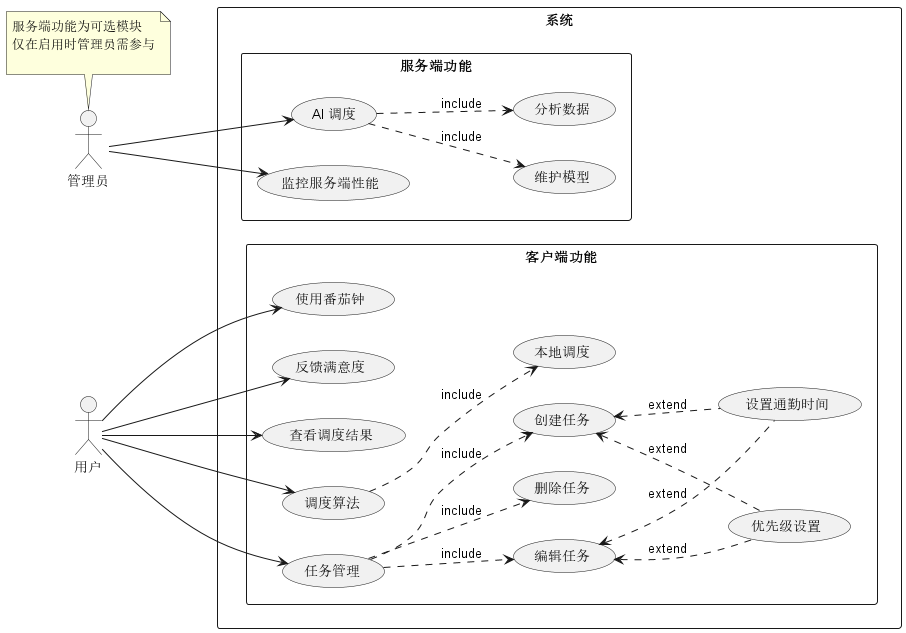 服务端功能为可选模块
仅在启用时管理员需参与
管理员
系统
服务端功能
AI 调度
include
分析数据
include
维护模型
监控服务端性能
客户端功能
使用番茄钟
反馈满意度
本地调度
include
设置通勤时间
extend
查看调度结果
创建任务
include
extend
用户
调度算法
删除任务
extend
include
优先级设置
任务管理
include
编辑任务
extend